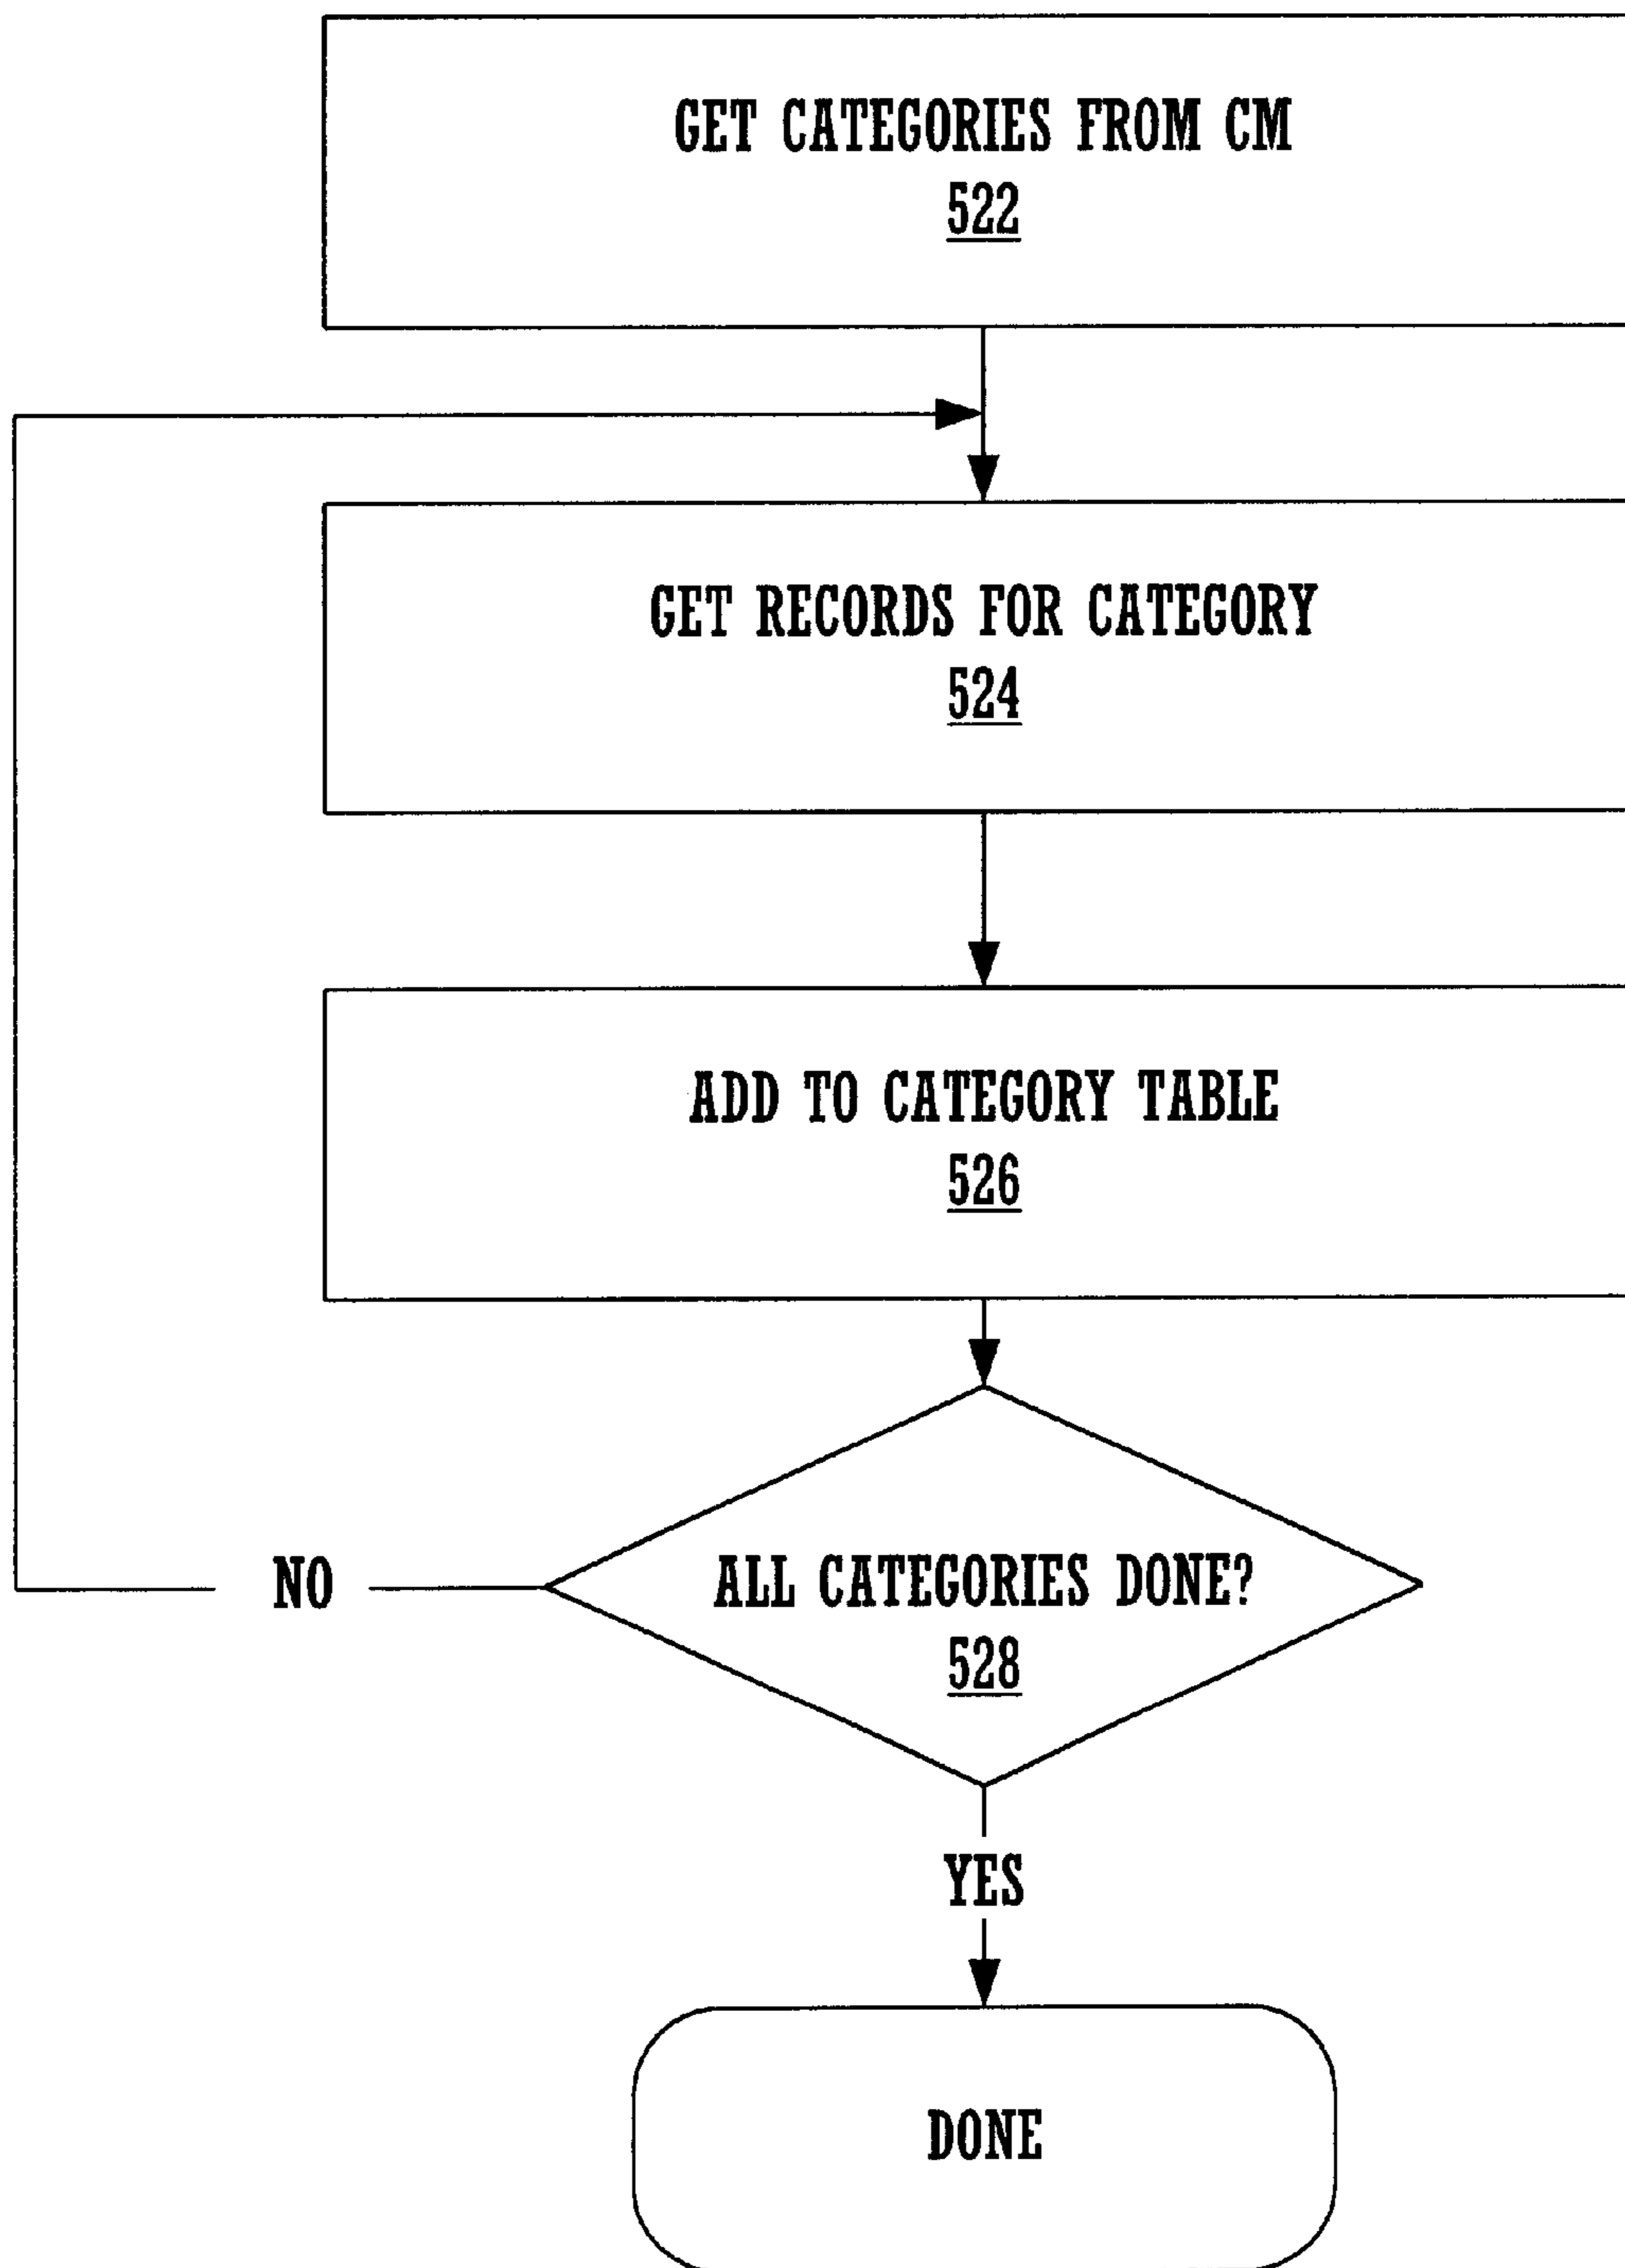 GET CATEGORIES FROM CM
522
GET RECORDS FOR CATEGORY
524
ADD TO CATEGORY TABLE
526
ALL CATEGORIES DONE?
528
NO
YES
DONE